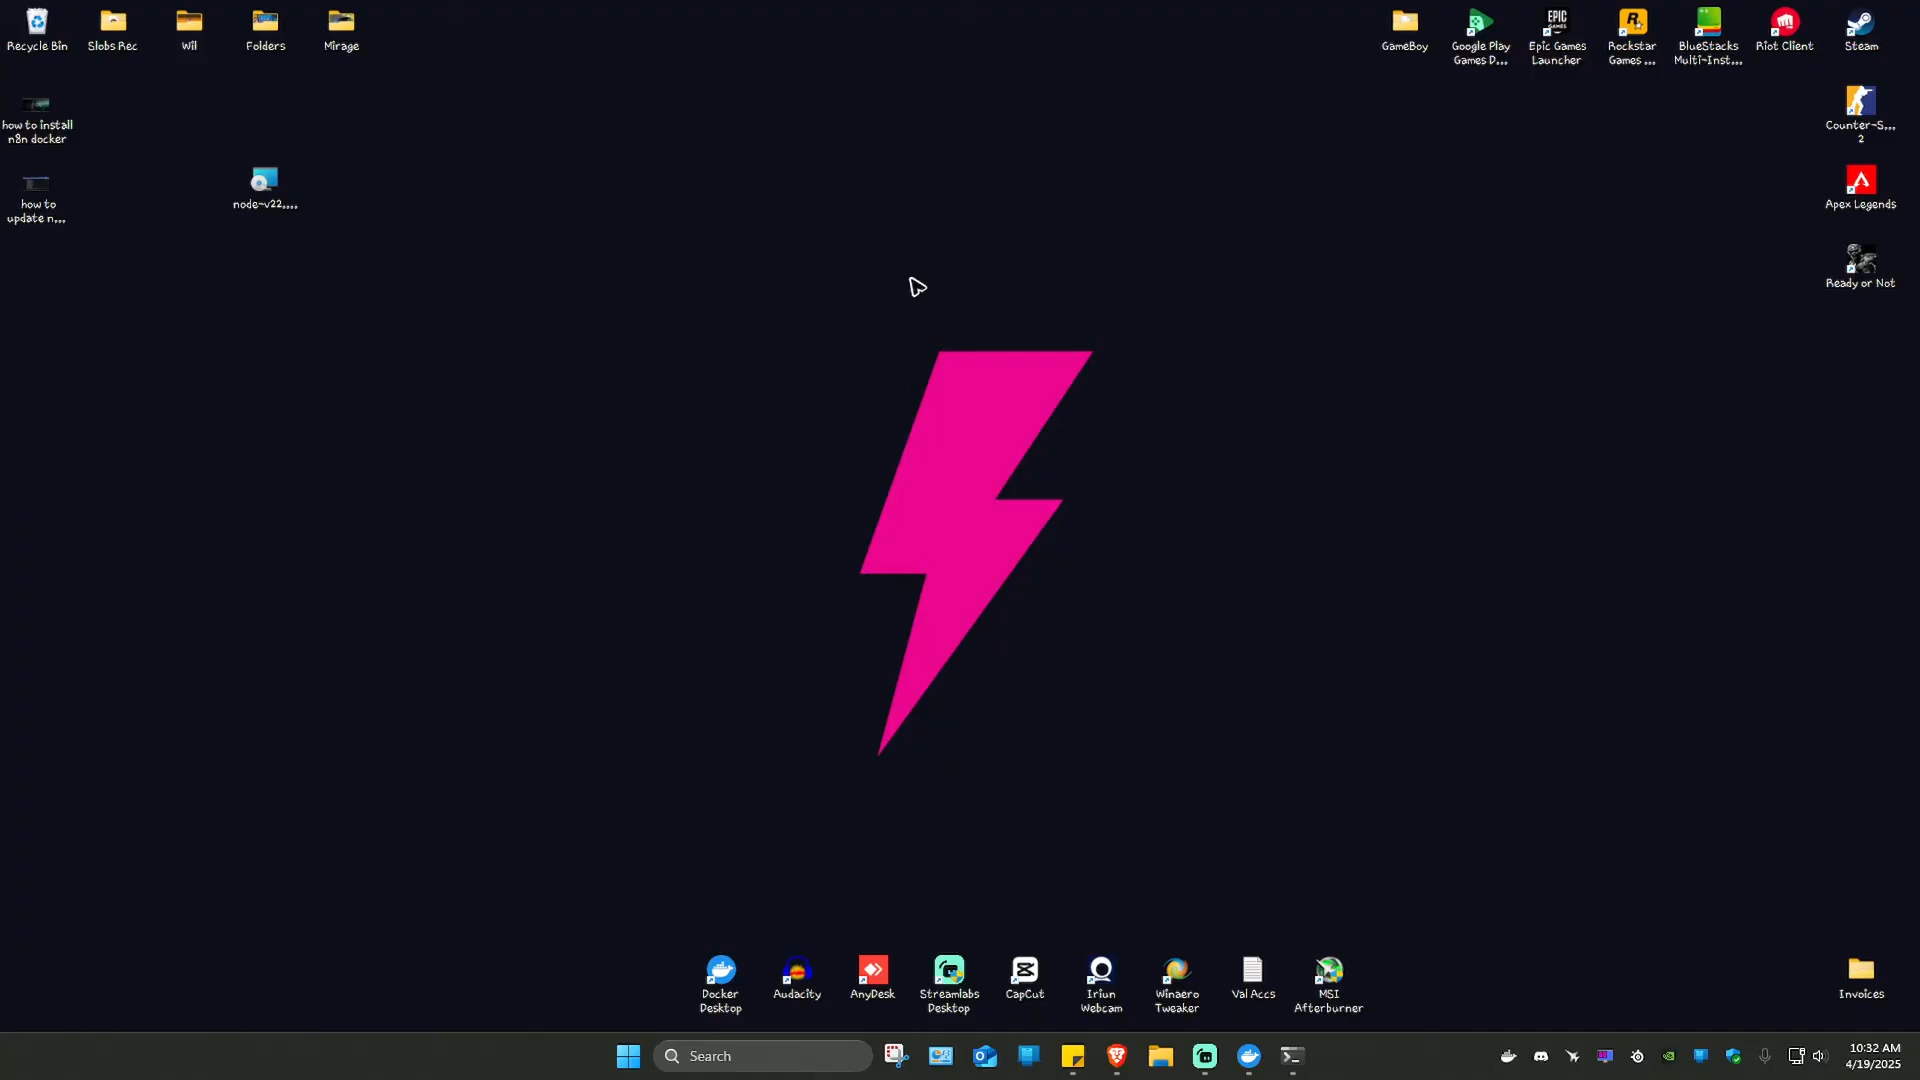 Recycle Bin
Slobs Rec
Wil
Folders
Mirage
GameBoy
Google Play
Games D...
EPIC
GAMES
Epic Games
Launcher
Rockstar
Games ...
BlueStacks
Multi-Inst...
Riot Client
Steam
how to install
n8n docker
Counter-S...
2
how to
update n...
node-v22....
Apex Legends
Ready or Not
Docker
Desktop
Audacity
AnyDesk
Streamlabs
Desktop
CapCut
Iriun
Webcam
Winaero
Tweaker
Val Accs
MSI
Afterburner
Invoices
Search
10:32 AM
4/19/2025